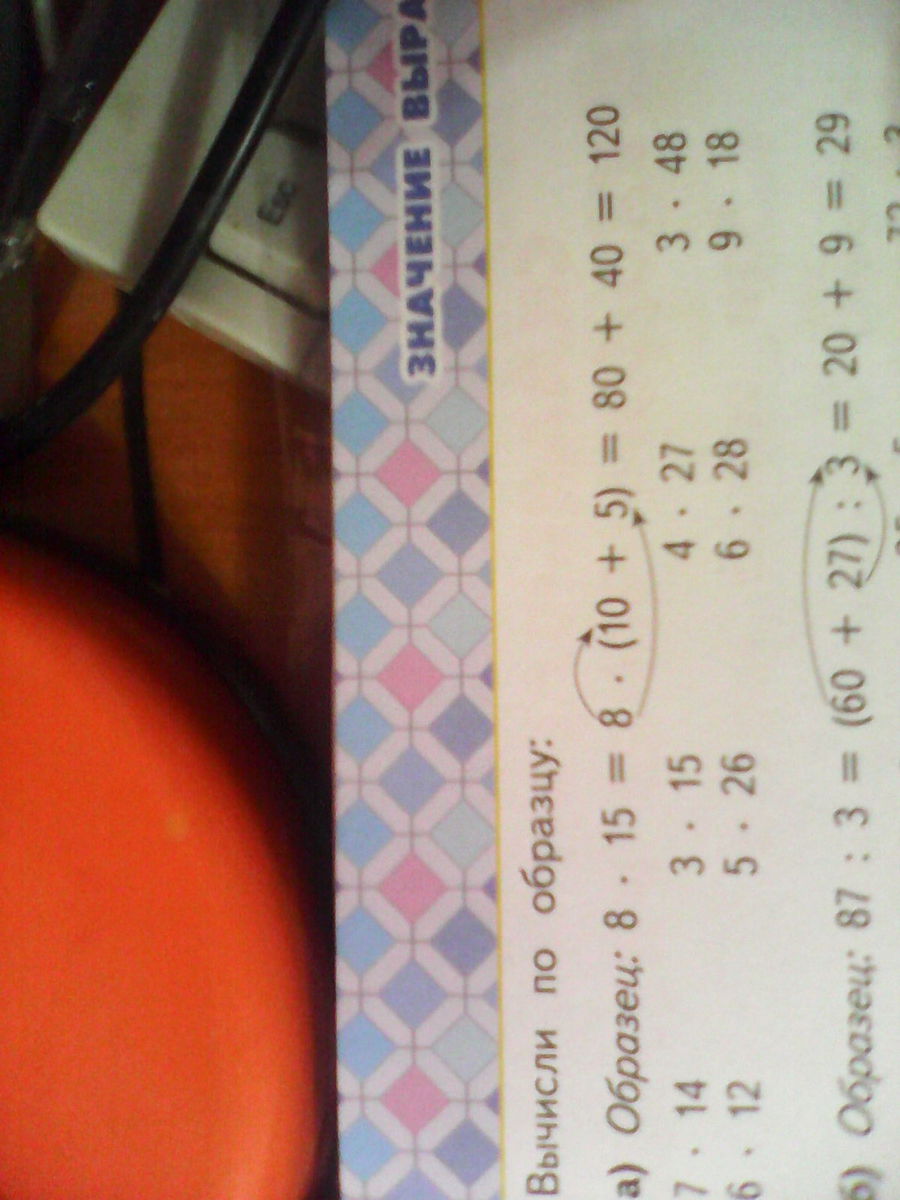 Esc
ЗНАЧЕНИЕ
Вычисли по образцу:
а) Образец: 8 · 15 = 8 · (10 + 5) = 80 + 40 = 120
7 · 14 3 · 15 4 · 27 3 · 48
6 · 12 5 · 26 6 · 28 9 · 18
б) Образец: 87 : 3 = (60 + 27) : 3 = 20 + 9 = 29